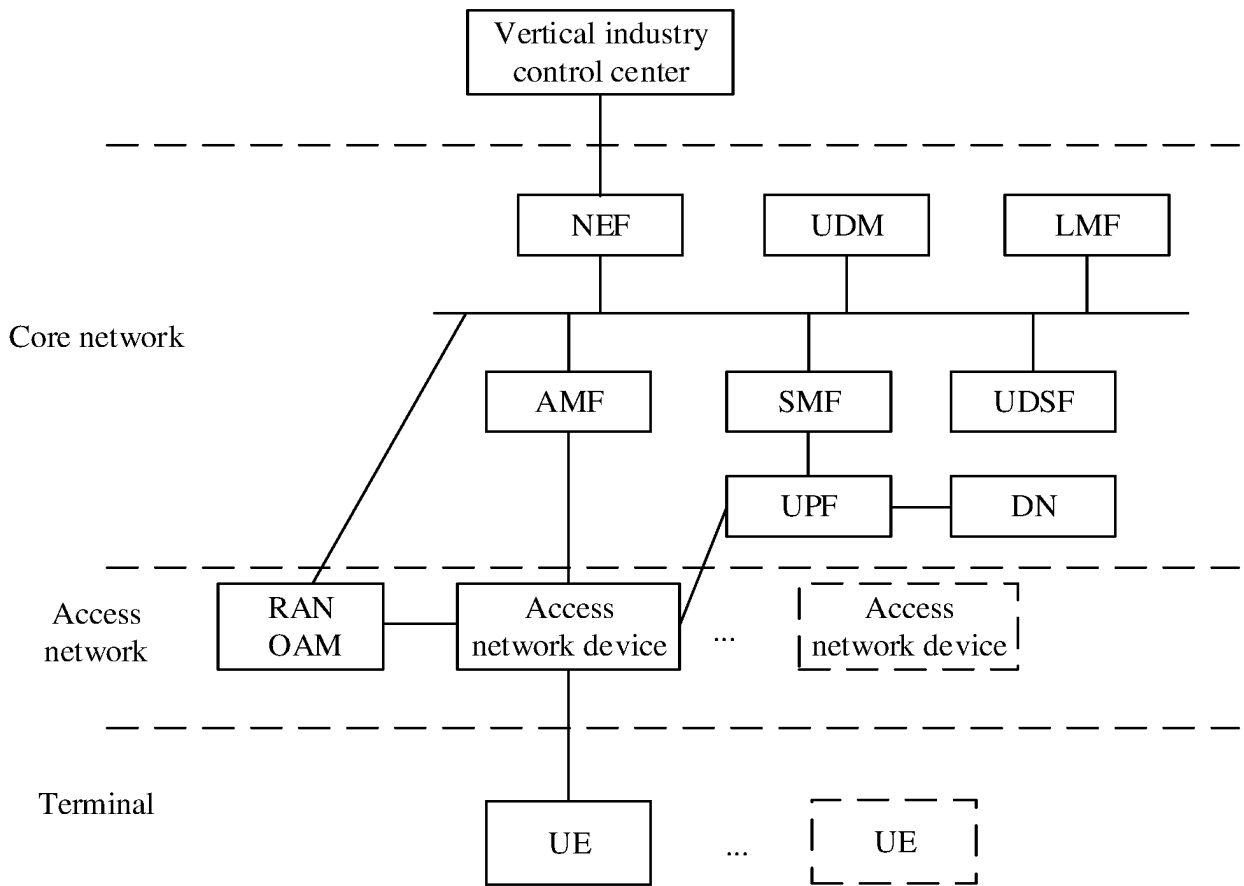 Vertical industry
control center
NEF
UDM
LMF
Core network
AMF
SMF
UDSF
UPF
DN
Access
network
RAN
OAM
Access
network device
...
Access
network device
Terminal
UE
...
UE